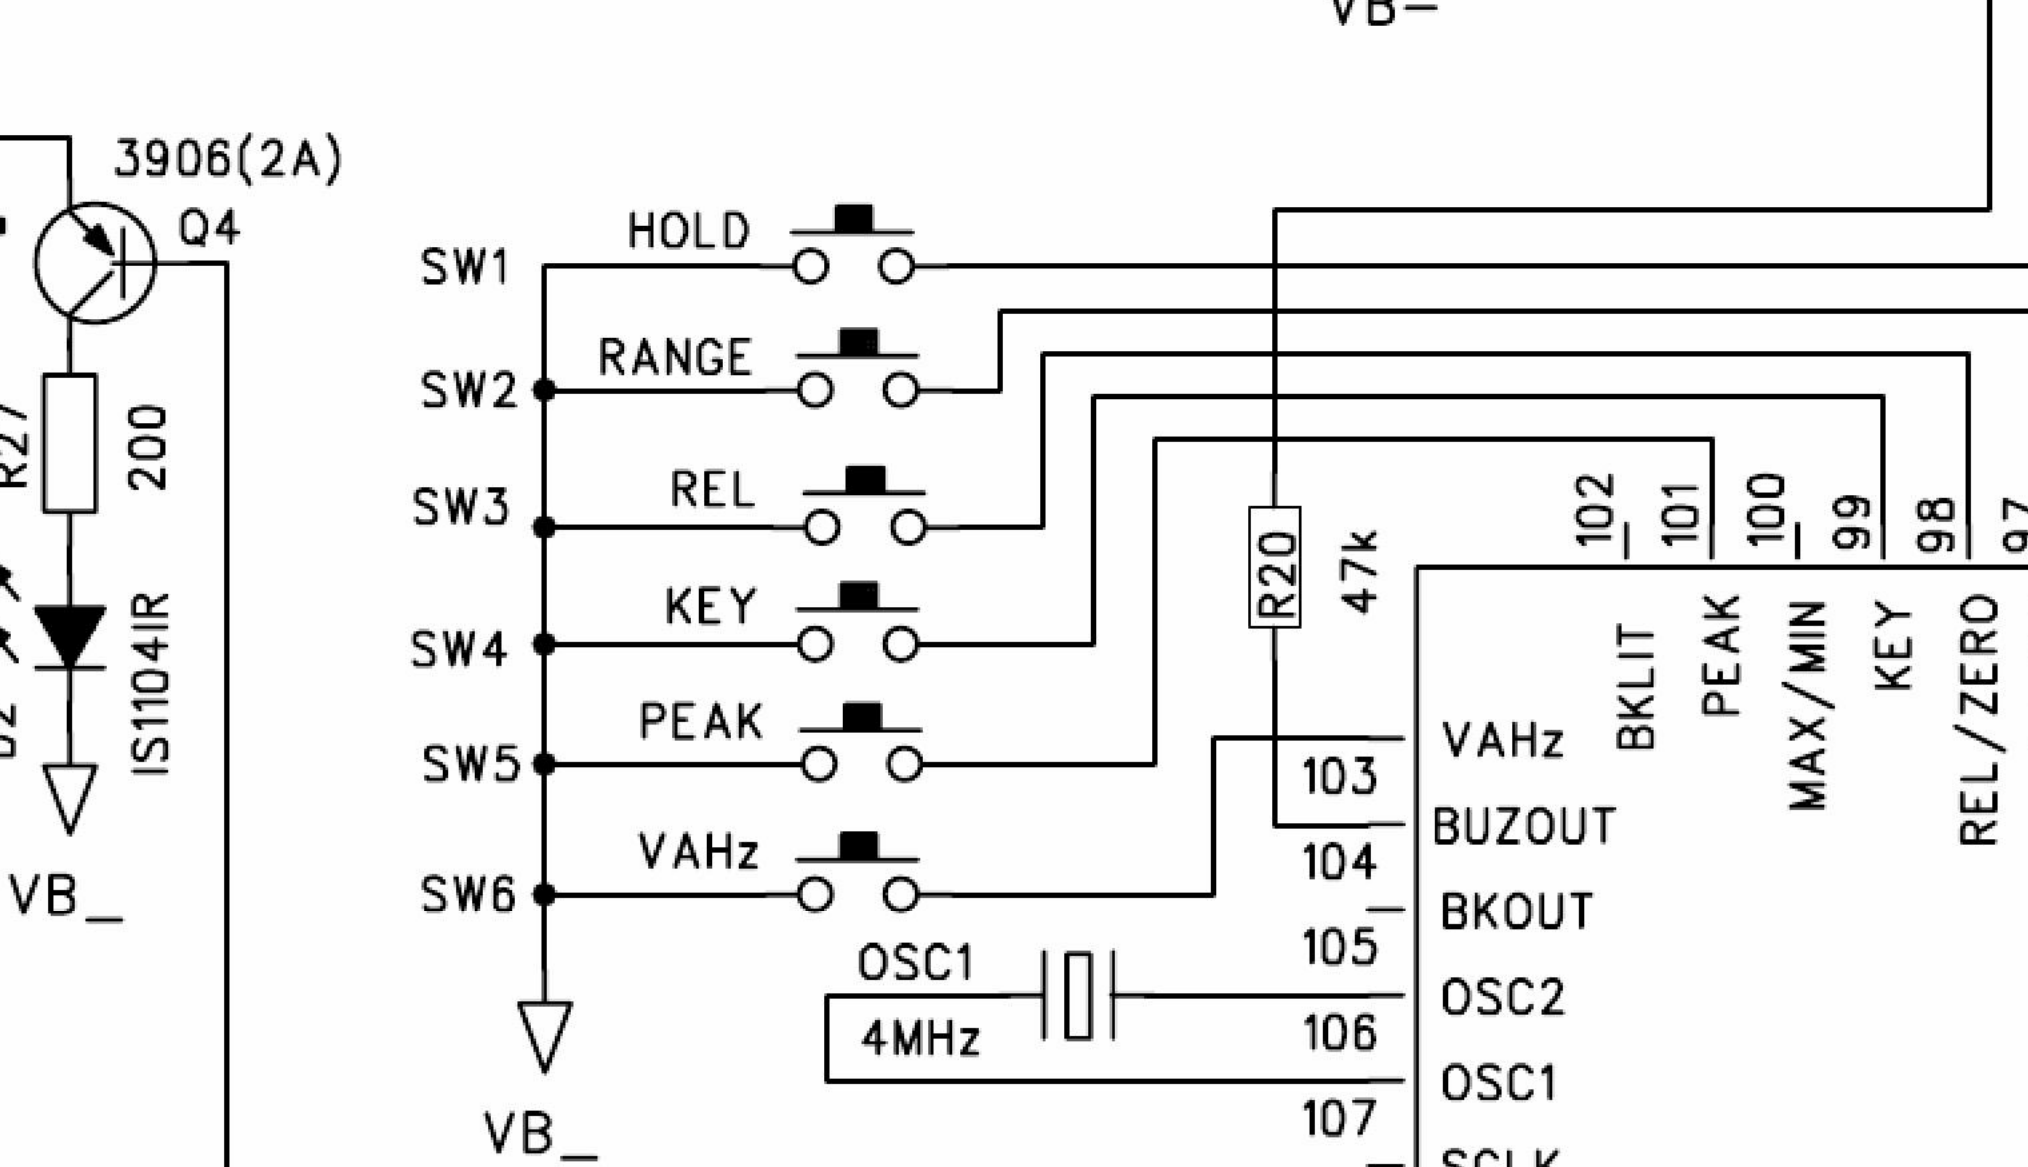 VB_
3906(2A)
Q4
R27
200
IS1104IR
VB_
SW1
HOLD
SW2
RANGE
SW3
REL
SW4
KEY
SW5
PEAK
SW6
VAHz
VB_
OSC1
4MHz
R20
47k
102
101
100
99
98
97
BKLIT
PEAK
MAX/MIN
KEY
REL/ZERO
VAHz
103
BUZOUT
104
BKOUT
105
OSC2
106
OSC1
107
SCLK